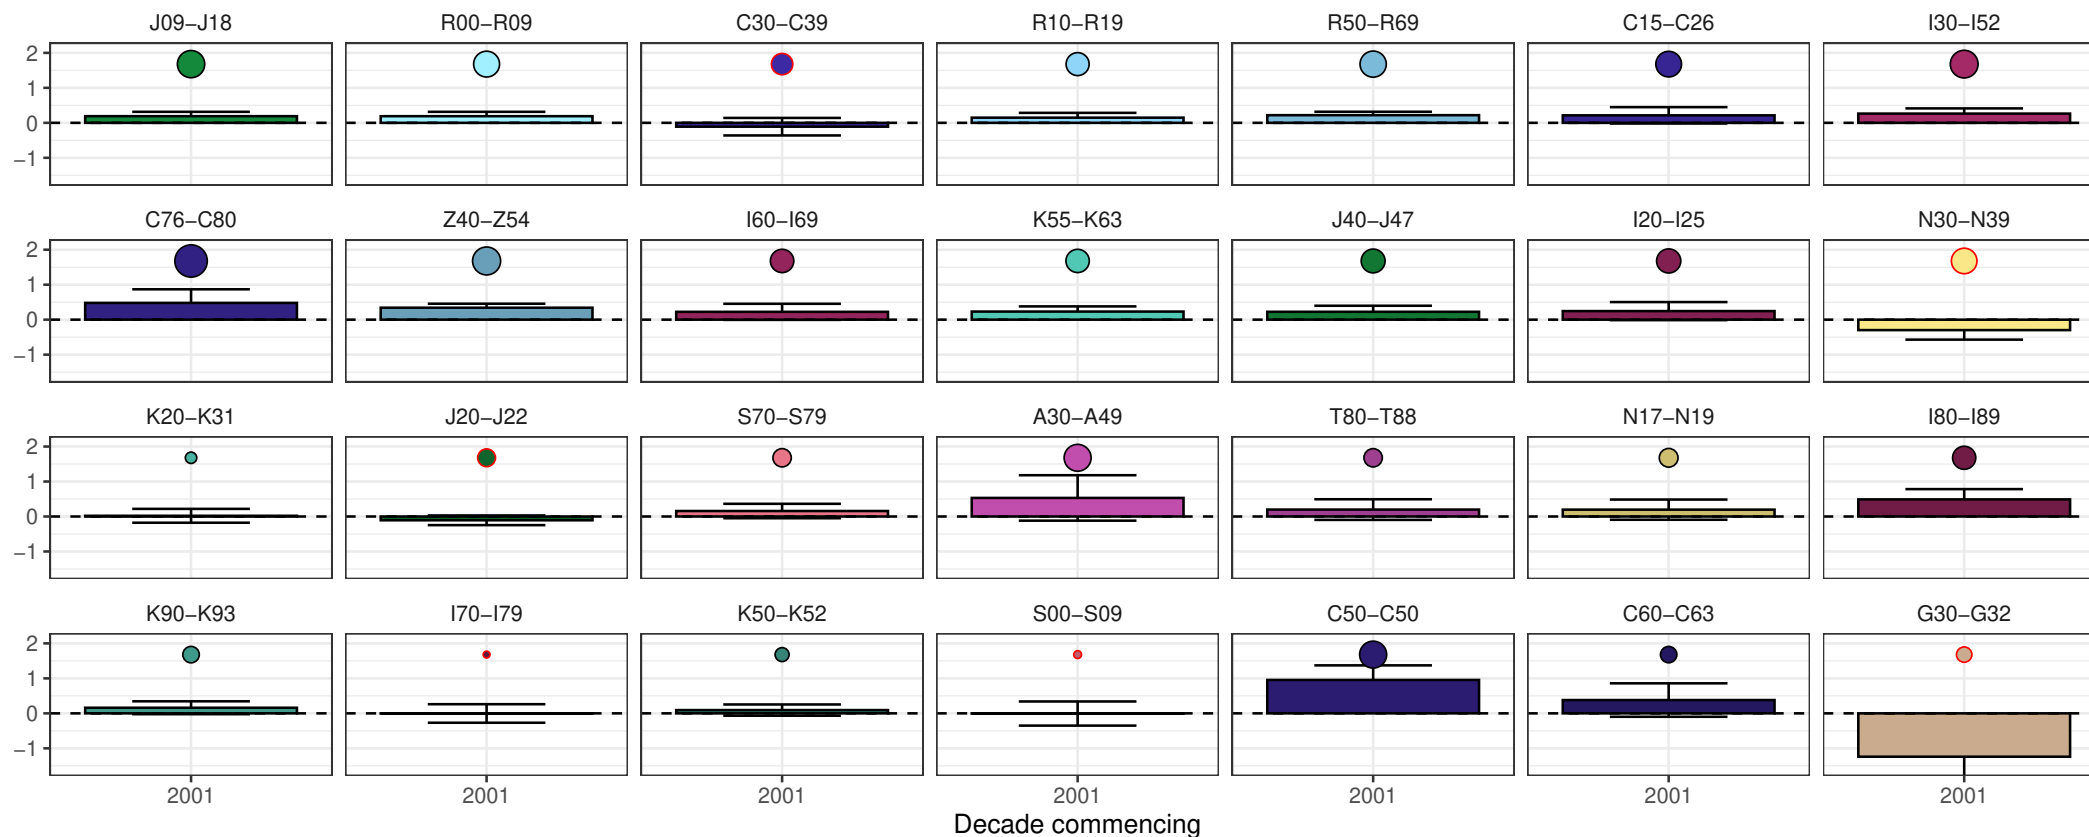 J09–J18 R00–R09 C30–C39 R10–R19 R50–R69 C15–C26 I30–I52
2
1
0
−1
C76–C80 Z40–Z54 I60–I69 K55–K63 J40–J47 I20–I25 N30–N39
2
1
0
−1
K20–K31 J20–J22 S70–S79 A30–A49 T80–T88 N17–N19 I80–I89
2
1
0
−1
K90–K93 I70–I79 K50–K52 S00–S09 C50–C50 C60–C63 G30–G32
2
1
0
−1
2001 2001 2001 2001 2001 2001 2001
Decade commencing